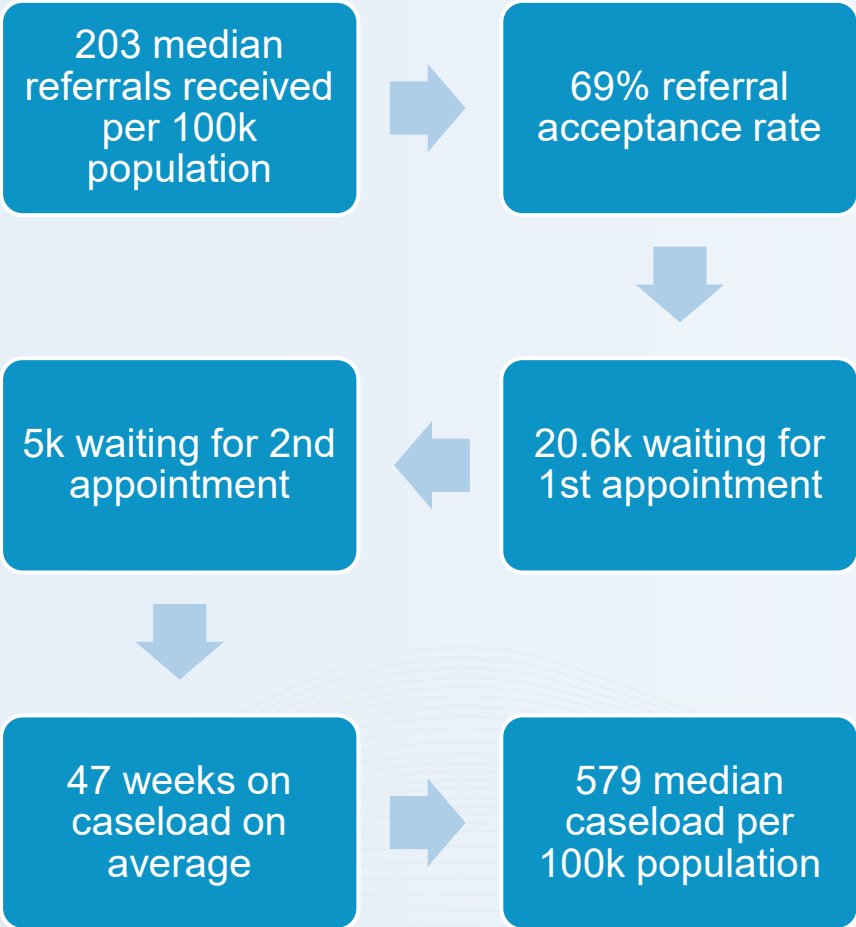 203 median
referrals received
per 100k
population
69% referral
acceptance rate
20.6k waiting for
1st appointment
5k waiting for 2nd
appointment
47 weeks on
caseload on
average
579 median
caseload per
100k population